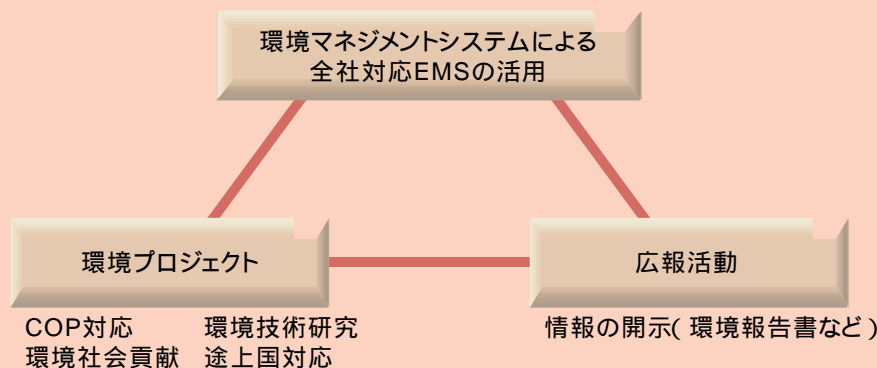 環境マネジメントシステムによる
全社対応EMSの活用
環境プロジェクト
広報活動
COP対応 環境技術研究
環境社会貢献 途上国対応
情報の開示(環境報告書など)